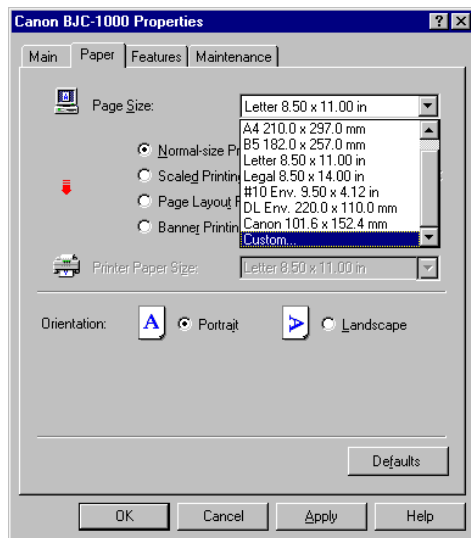 Canon BJC-1000 Properties
Main Paper Features Maintenance
Page Size: Letter 8.50 x 11.00 in
A4 210.0 x 297.0 mm
B5 182.0 x 257.0 mm
Letter 8.50 x 11.00 in
Legal 8.50 x 14.00 in
#10 Env. 9.50 x 4.12 in
DL Env. 220.0 x 110.0 mm
Canon 101.6 x 152.4 mm
Custom...
Normal-size
Scaled Printing
Page Layout
Banner Printin
Printer Paper Size: Letter 8.50 x 11.00 in
Orientation: A Portrait A Landscape
Defaults
OK Cancel Apply Help